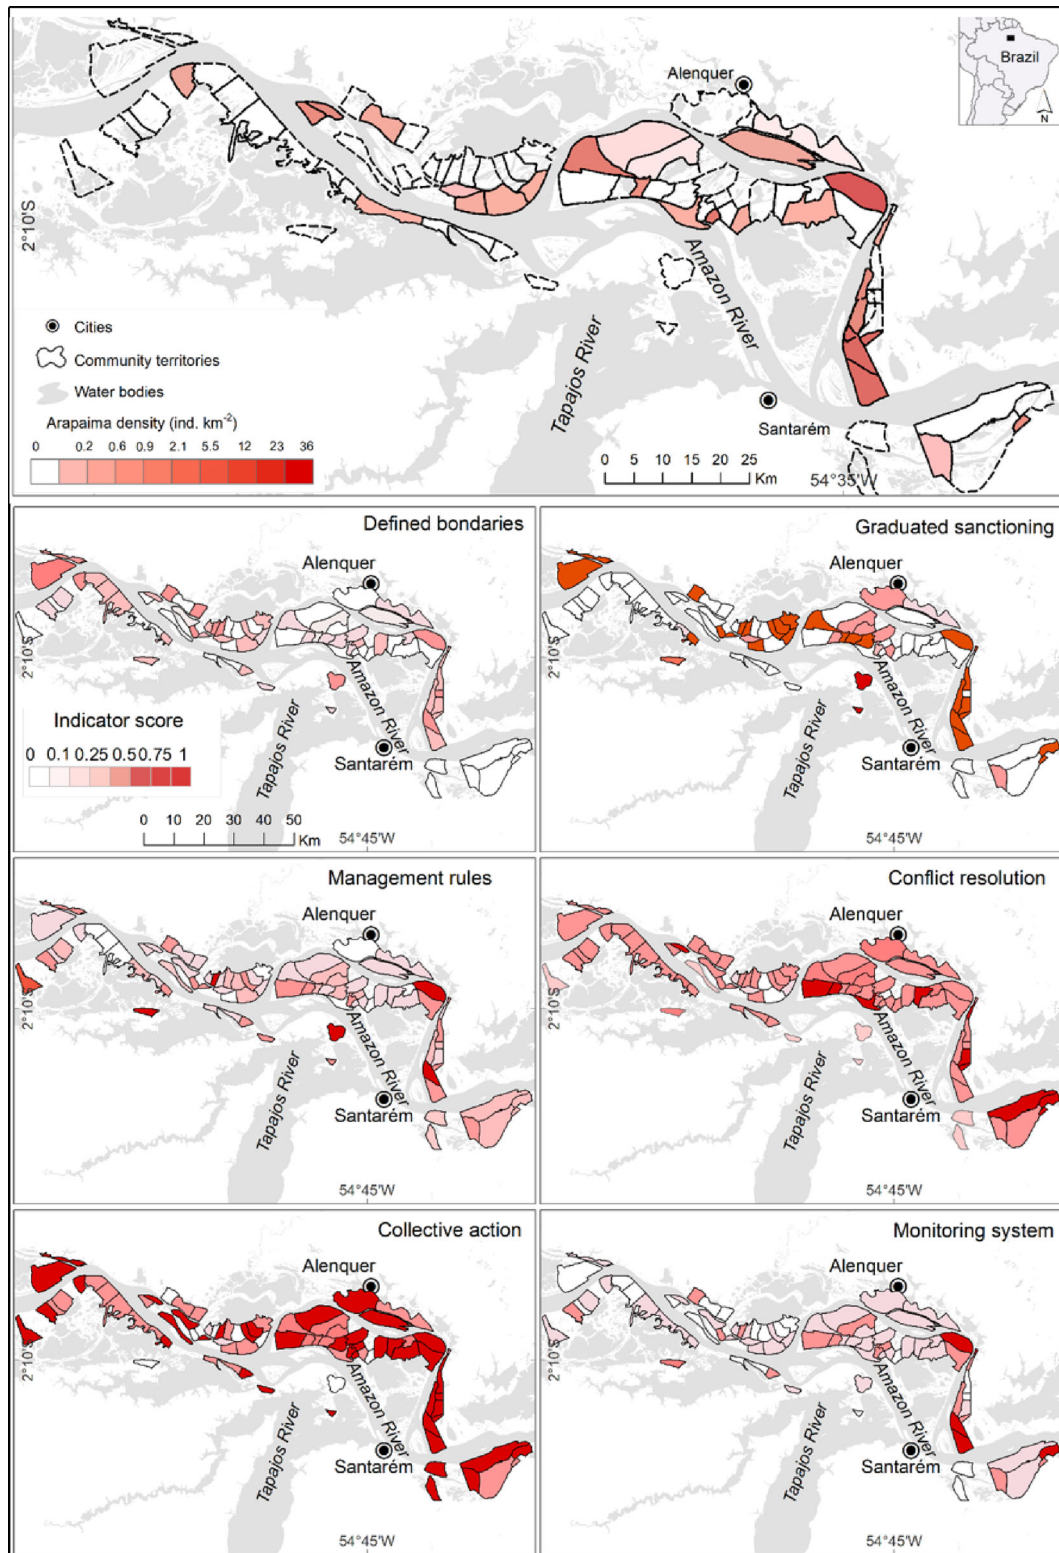 Brazil
N
Alenquer
2°10'S
Amazon River
Tapajos River
Cities
Community territories
Water bodies
Arapaima density (ind. km-2)
0 0.2 0.6 0.9 2.1 5.5 12 23 36
Santarém
0 5 10 15 20 25
Km
54°35'W
Defined bondaries
Alenquer
2°10'S
Amazon River
Indicator score
0 0.1 0.25 0.5 0.75 1
Tapajos River
Santarém
0 10 20 30 40 50
Km
54°45'W
Graduated sanctioning
Alenquer
2°10'S
Amazon River
Tapajos River
Santarém
54°45'W
Management rules
Alenquer
2°10'S
Amazon River
Tapajos River
Santarém
54°45'W
Conflict resolution
Alenquer
2°10'S
Amazon River
Tapajos River
Santarém
54°45'W
Collective action
Alenquer
2°10'S
Amazon River
Tapajos River
Santarém
54°45'W
Monitoring system
Alenquer
2°10'S
Amazon River
Tapajos River
Santarém
54°45'W